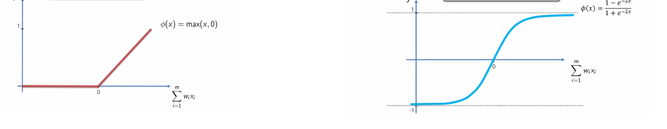 1
ϕ(x) = max(x, 0)
0
m
∑ wᵢxᵢ
i=1
1
ϕ(x) = (1 − e^−2x)/(1 + e^−2x)
0
m
∑ wᵢxᵢ
i=1
-1